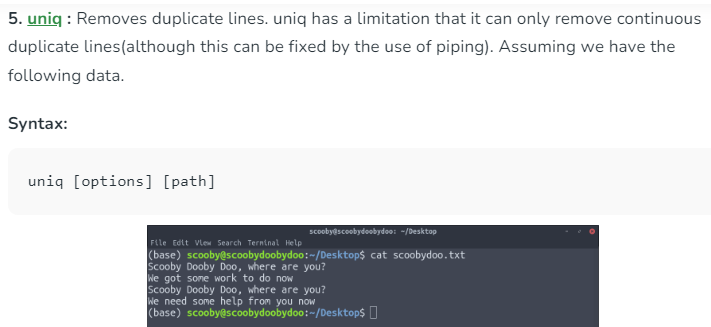 5. uniq : Removes duplicate lines. uniq has a limitation that it can only remove continuous
duplicate lines(although this can be fixed by the use of piping). Assuming we have the
following data.
Syntax:
uniq [options] [path]
scooby@scoobydoobydoo: ~/Desktop
File Edit View Search Terminal Help
(base) scooby@scoobydoobydoo:~/Desktop$ cat scoobydoo.txt
Scooby Dooby Doo, where are you?
We got some work to do now
Scooby Dooby Doo, where are you?
We need some help from you now
(base) scooby@scoobydoobydoo:~/Desktop$